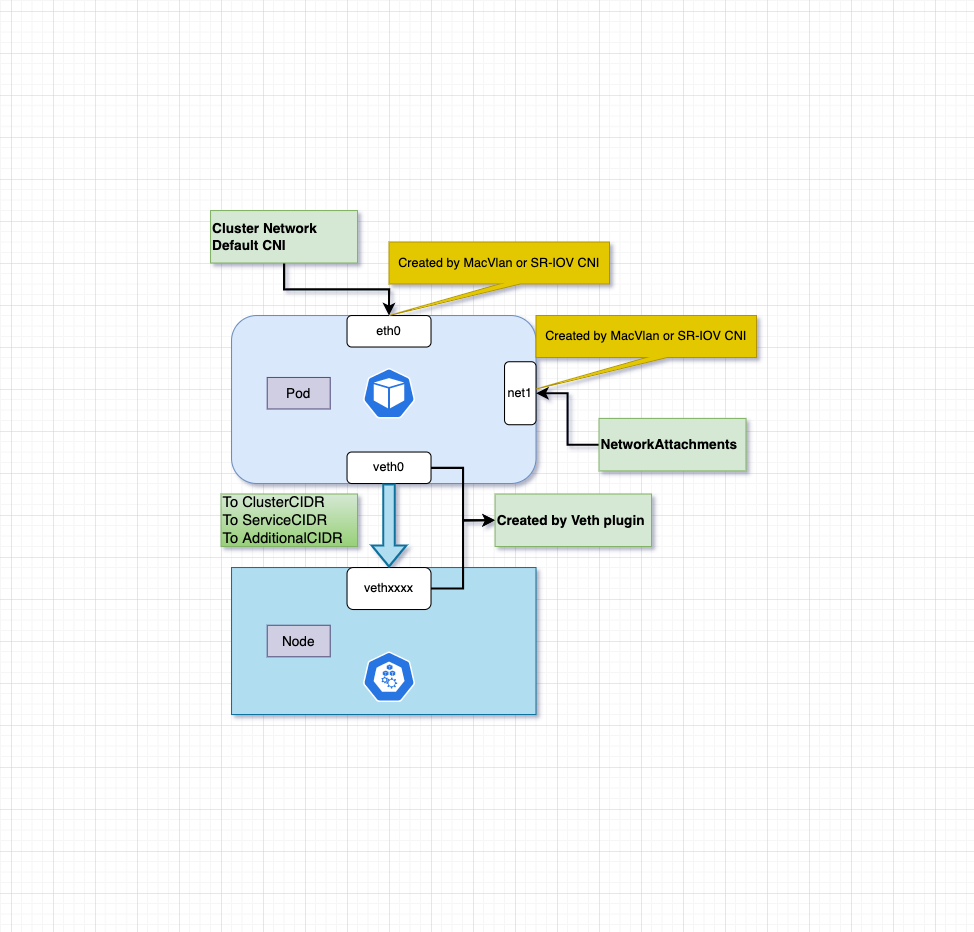 Cluster Network
Default CNI
Created by MacVlan or SR-IOV CNI
eth0
Created by MacVlan or SR-IOV CNI
Pod
net1
NetworkAttachments
veth0
To ClusterCIDR
To ServiceCIDR
To AdditionalCIDR
Created by Veth plugin
vethxxxx
Node